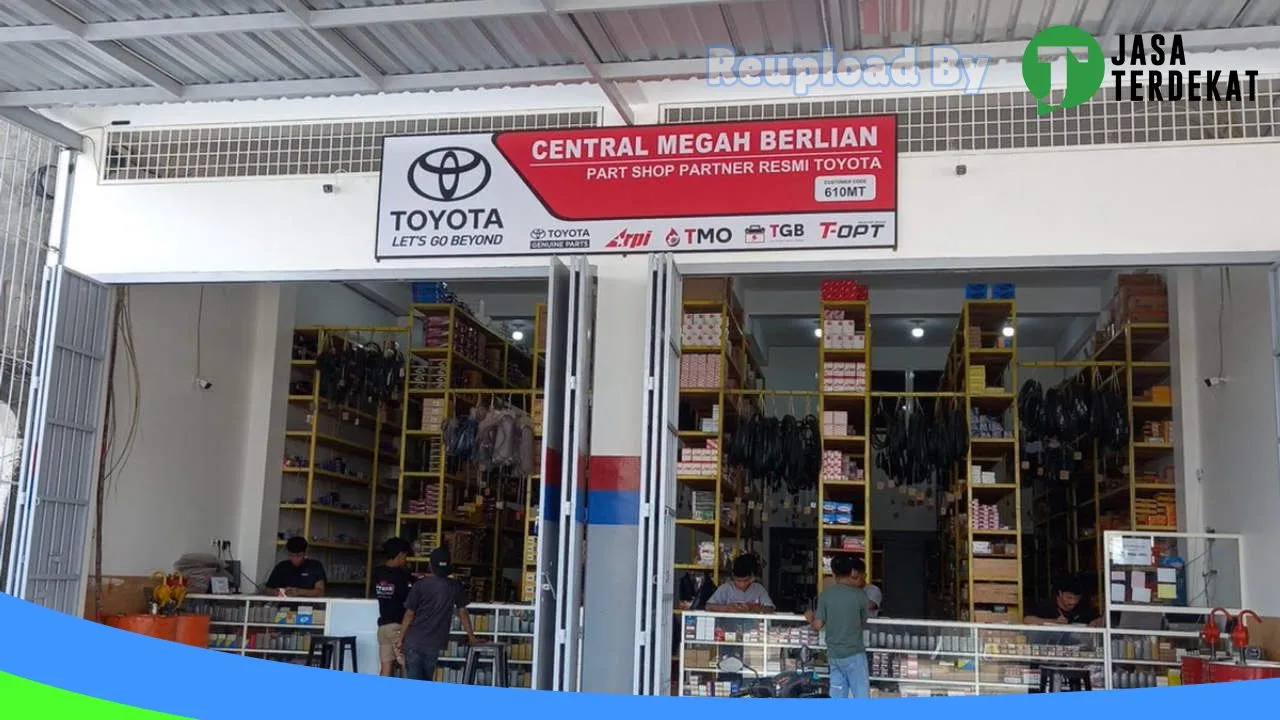 Reupload By
JASA
TERDEKAT
CENTRAL MEGAH BERLIAN
PART SHOP PARTNER RESMI TOYOTA
CUSTOMER CODE
610MT
TOYOTA
LET'S GO BEYOND
TOYOTA
GENUINE PARTS
Arpi
TMO
TGB
T-OPT